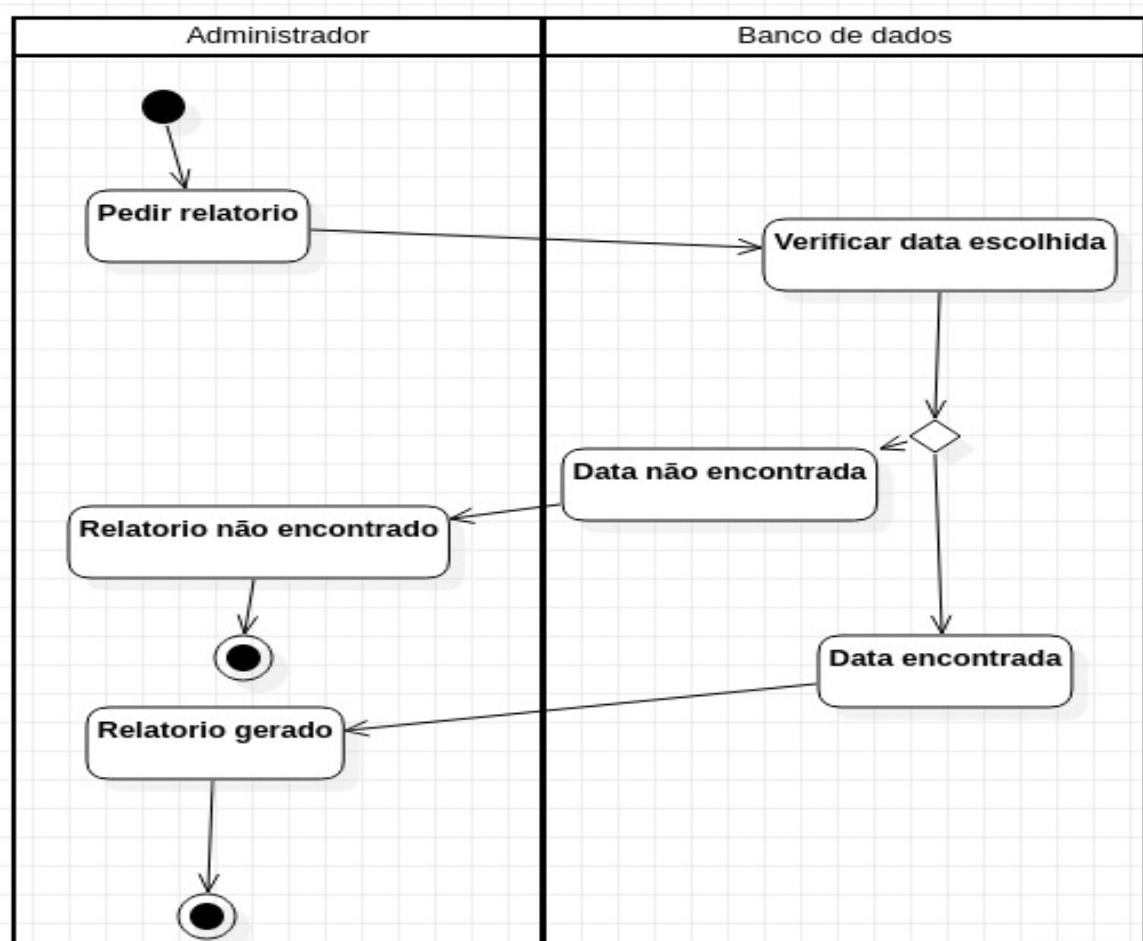 Administrador
Banco de dados
Pedir relatorio
Verificar data escolhida
Data não encontrada
Relatorio não encontrado
Data encontrada
Relatorio gerado